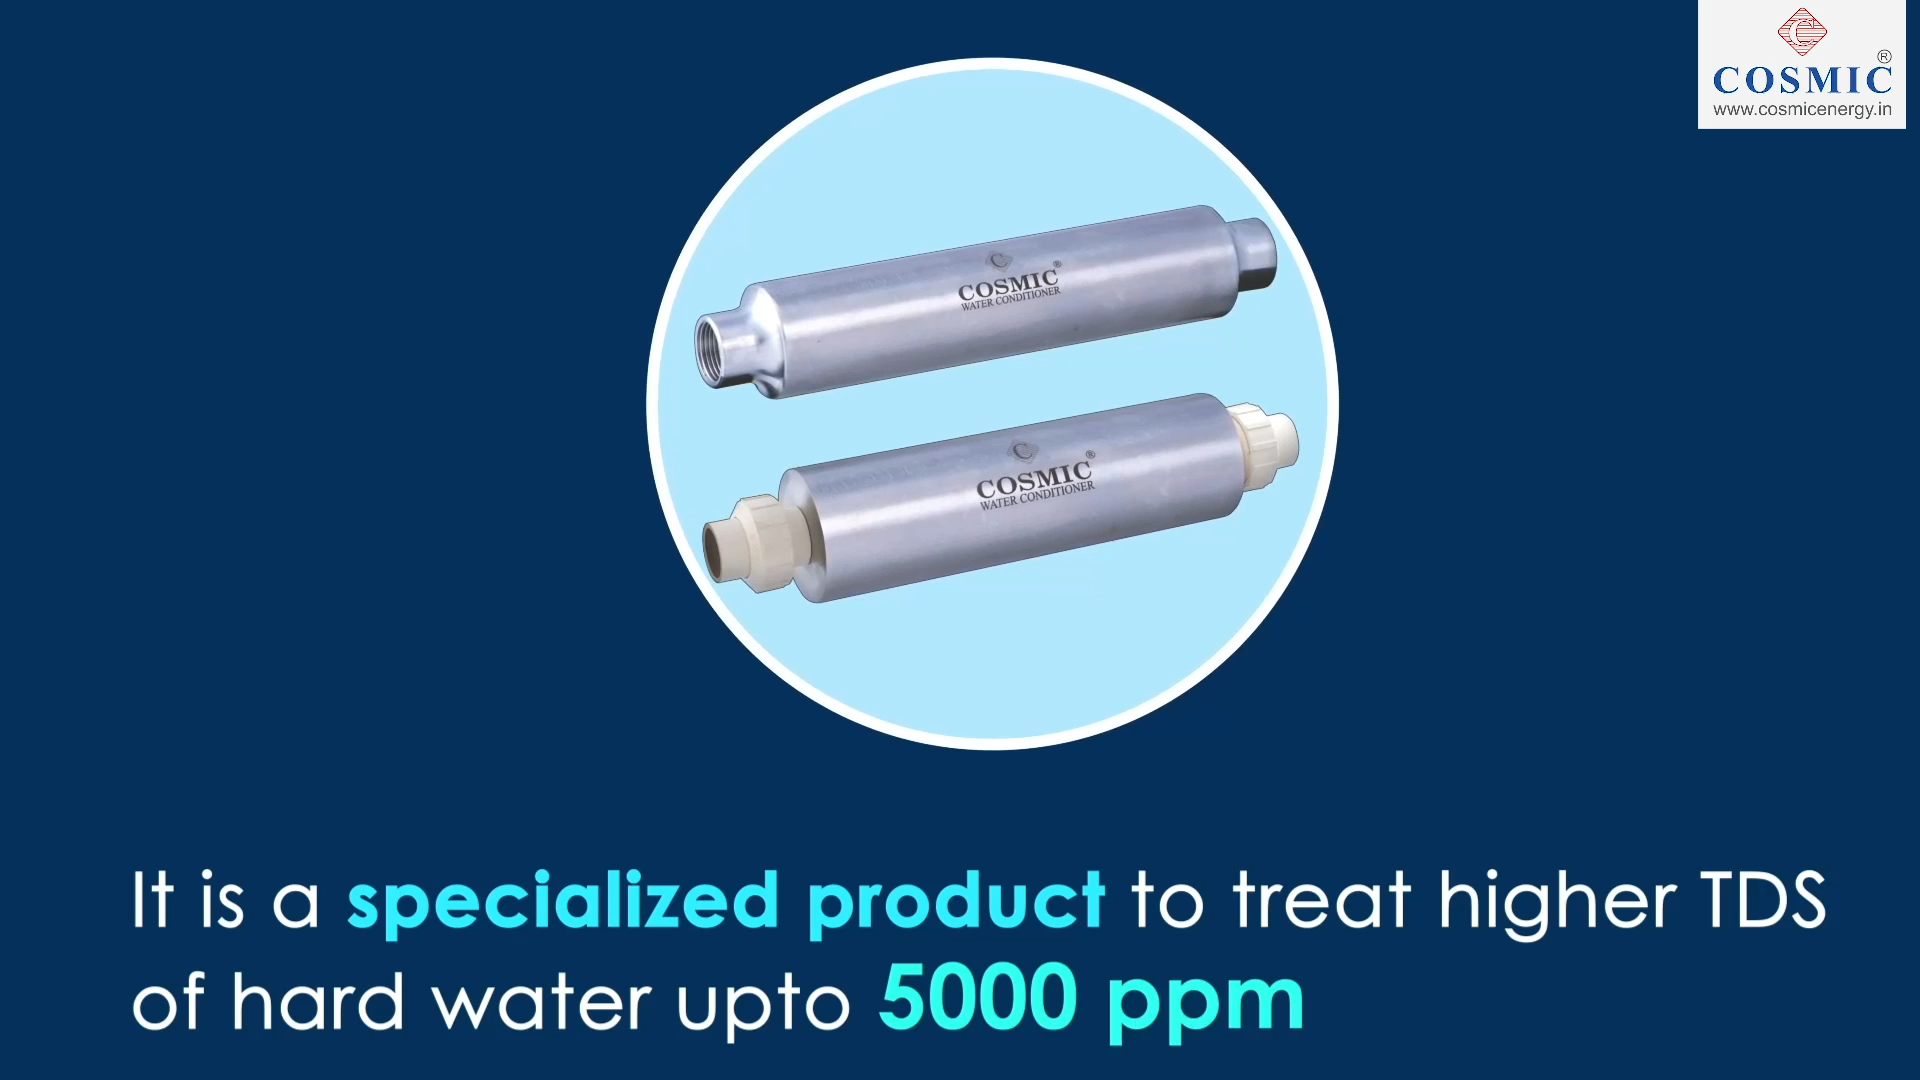 COSMIC®
www.cosmicenergy.in
C
COSMIC®
WATER CONDITIONER
C
COSMIC®
WATER CONDITIONER
It is a specialized product to treat higher TDS
of hard water upto 5000 ppm